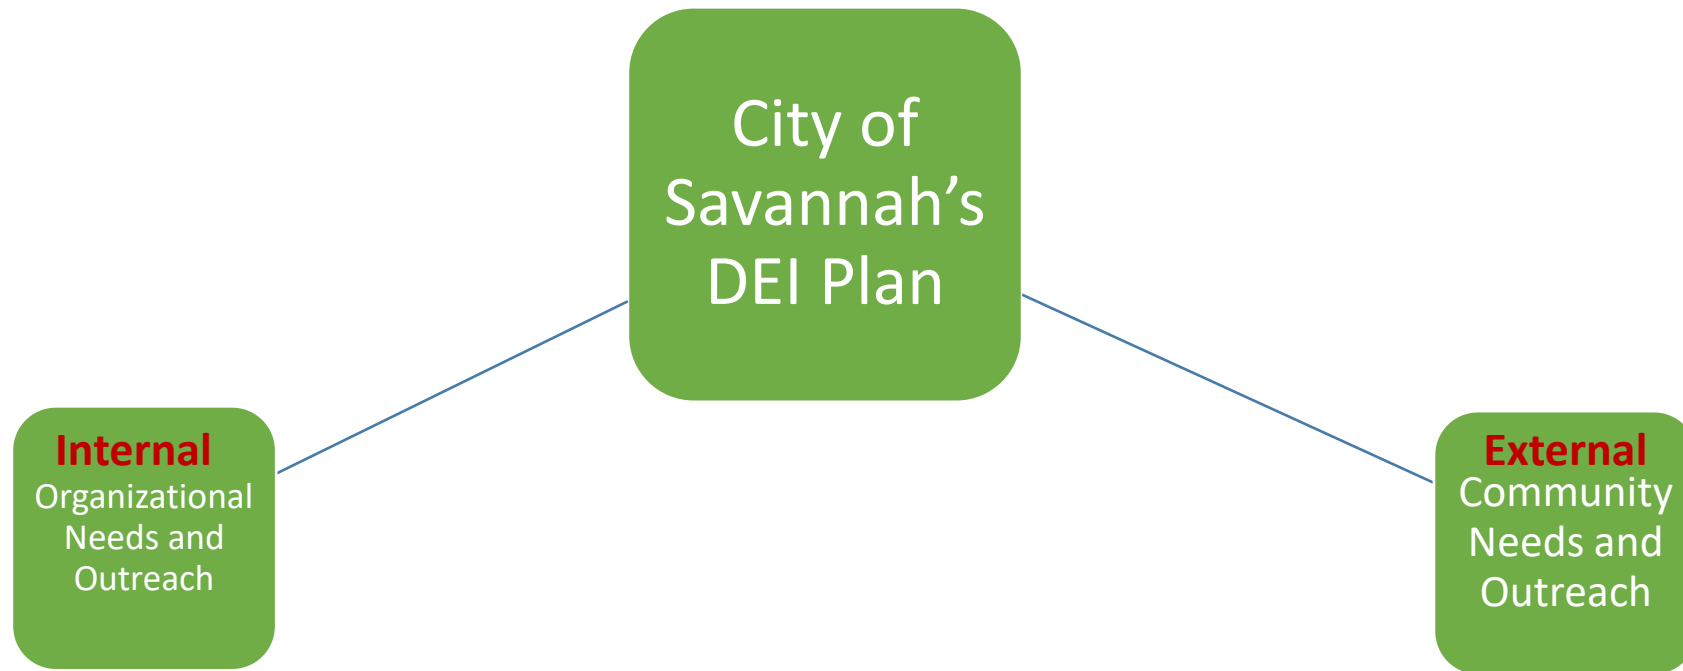 City of
Savannah’s
DEI Plan
Internal
Organizational
Needs and
Outreach
External
Community
Needs and
Outreach